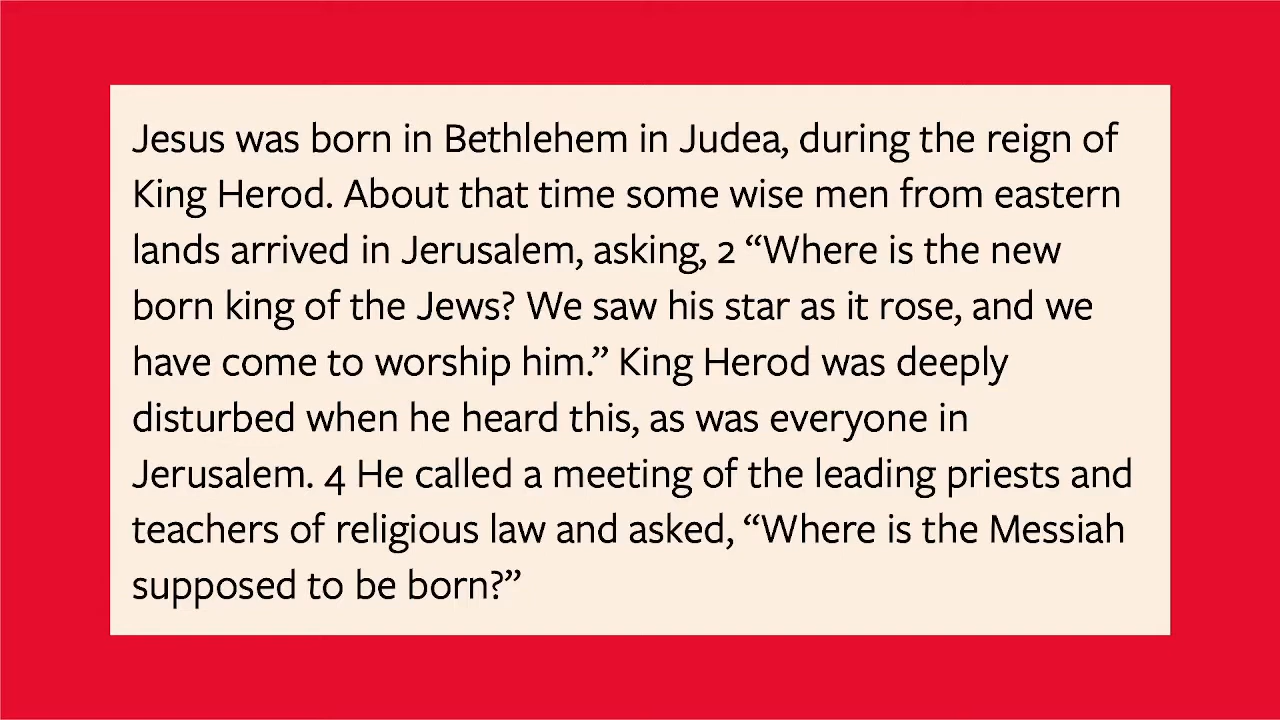 Jesus was born in Bethlehem in Judea, during the reign of
King Herod. About that time some wise men from eastern
lands arrived in Jerusalem, asking, 2 “Where is the new
born king of the Jews? We saw his star as it rose, and we
have come to worship him.” King Herod was deeply
disturbed when he heard this, as was everyone in
Jerusalem. 4 He called a meeting of the leading priests and
teachers of religious law and asked, “Where is the Messiah
supposed to be born?”